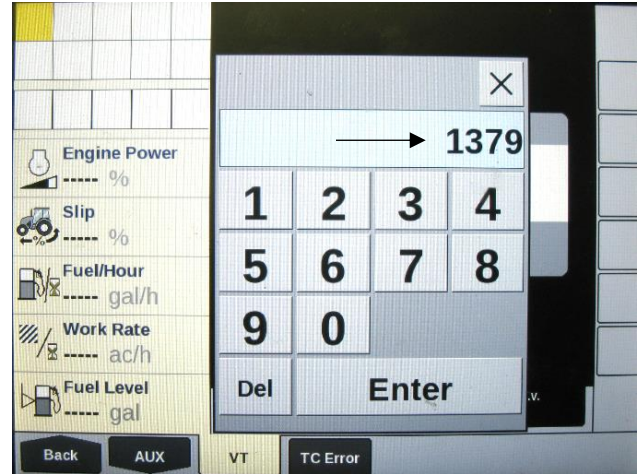 Engine Power
----- %
Slip
----- %
Fuel/Hour
----- gal/h
Work Rate
----- ac/h
Fuel Level
----- gal
1379
1 2 3 4
5 6 7 8
9 0
Del Enter
.v.
Back AUX VT TC Error